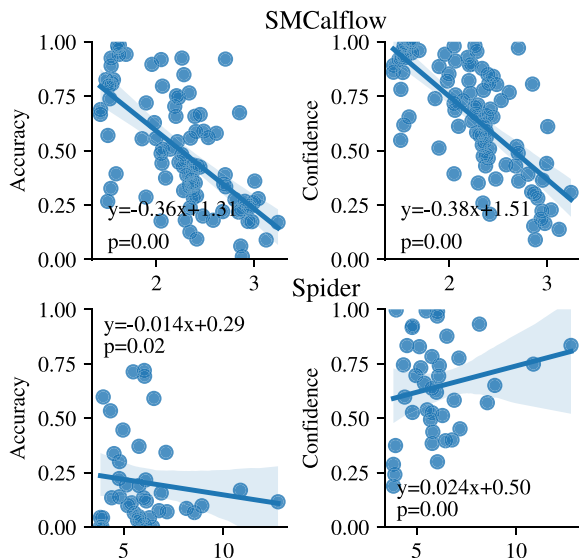 SMCalflow
1.00
0.75
0.50
0.25
0.00
Accuracy
y=-0.36x+1.31
p=0.00
2
3
1.00
0.75
0.50
0.25
0.00
Confidence
y=-0.38x+1.51
p=0.00
2
3
Spider
1.00
0.75
0.50
0.25
0.00
Accuracy
y=-0.014x+0.29
p=0.02
5
10
1.00
0.75
0.50
0.25
0.00
Confidence
y=0.024x+0.50
p=0.00
5
10